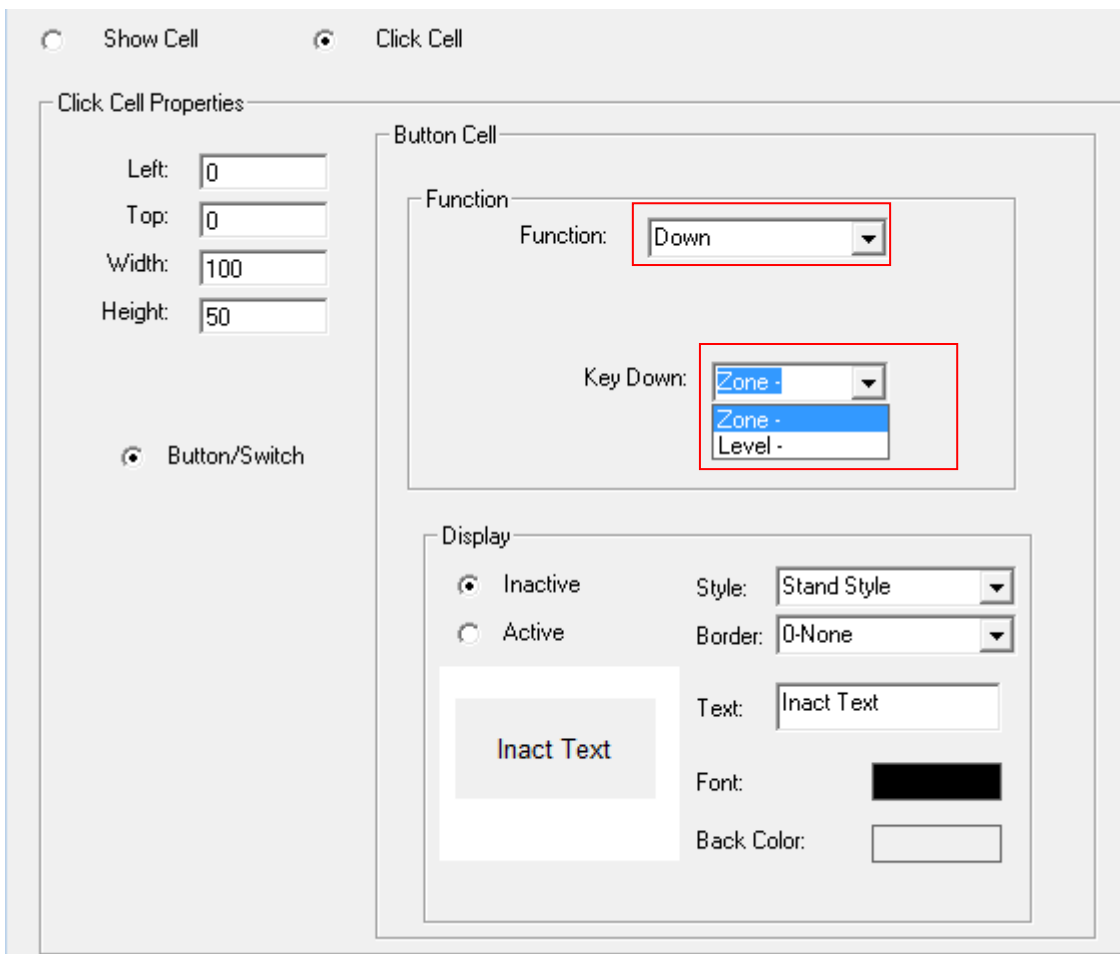 Show Cell Click Cell
Click Cell Properties
Button Cell
Left: 0
Top: 0
Width: 100
Height: 50
Function
Function: Down
Key Down: Zone -
Zone -
Level -
Button/Switch
Display
Inactive
Active
Style: Stand Style
Border: 0-None
Text: Inact Text
Inact Text
Font:
Back Color: